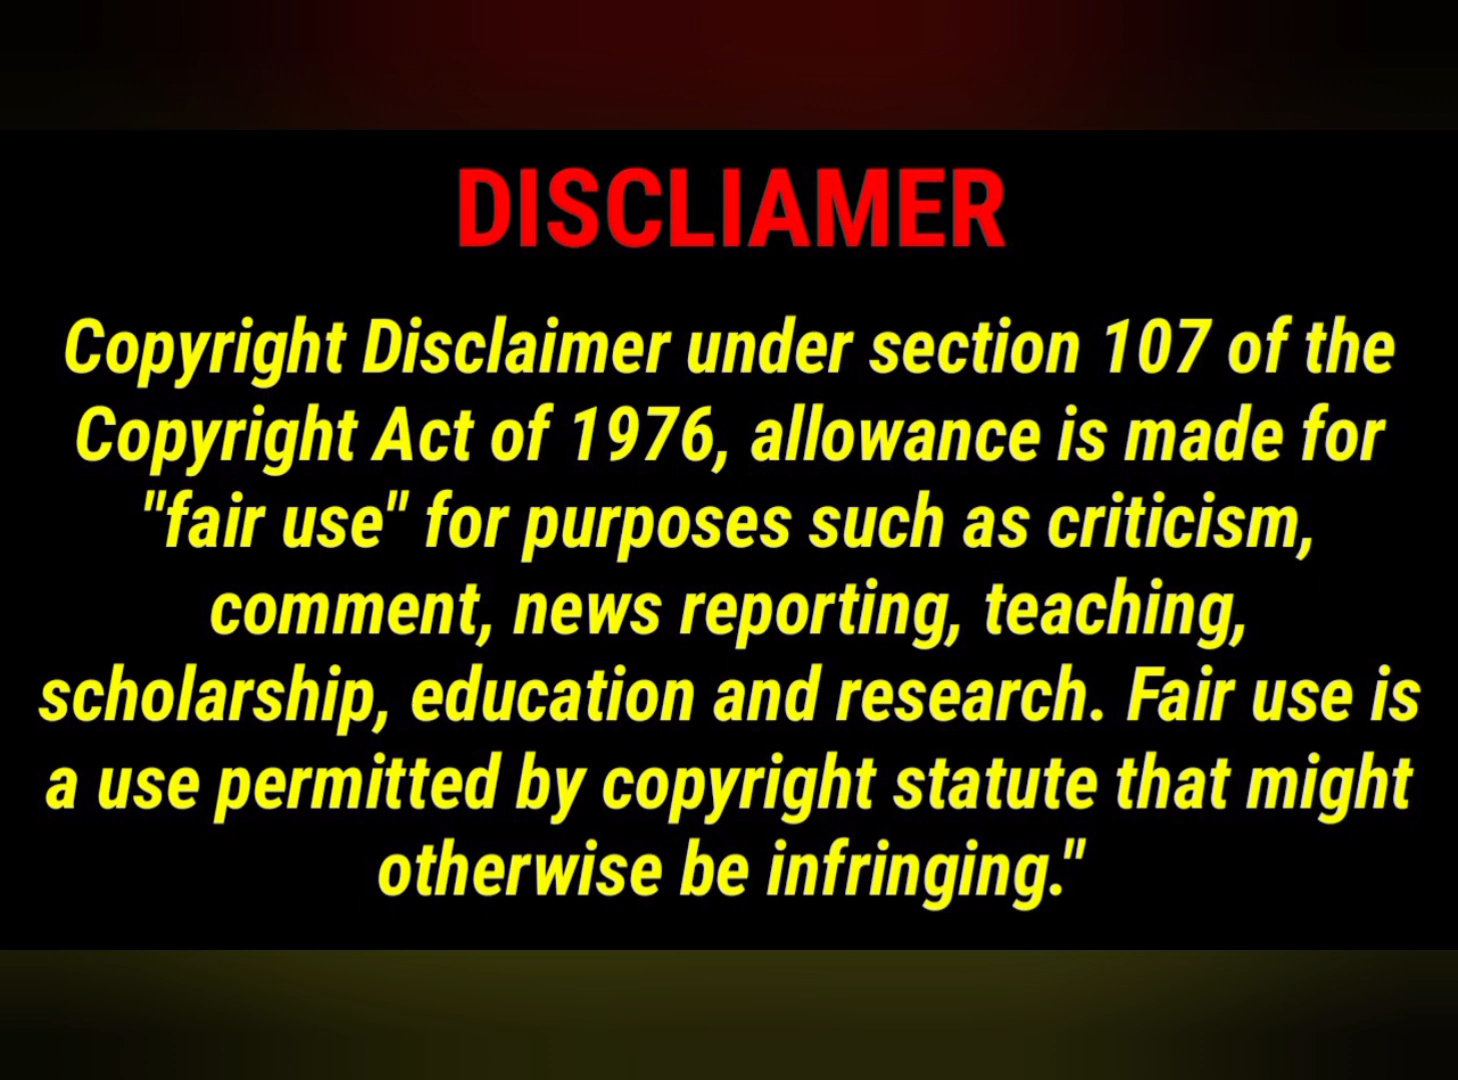 DISCLIAMER
Copyright Disclaimer under section 107 of the
Copyright Act of 1976, allowance is made for
"fair use" for purposes such as criticism,
comment, news reporting, teaching,
scholarship, education and research. Fair use is
a use permitted by copyright statute that might
otherwise be infringing."